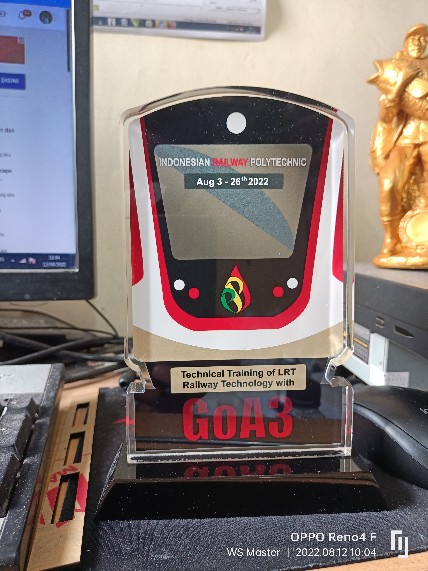 INDONESIAN RAILWAY POLYTECHNIC
Aug 3 - 26th 2022
Technical Training of LRT
Railway Technology with
GoA3
OPPO Reno4 F
WS Master | 2022.08.12 10:04